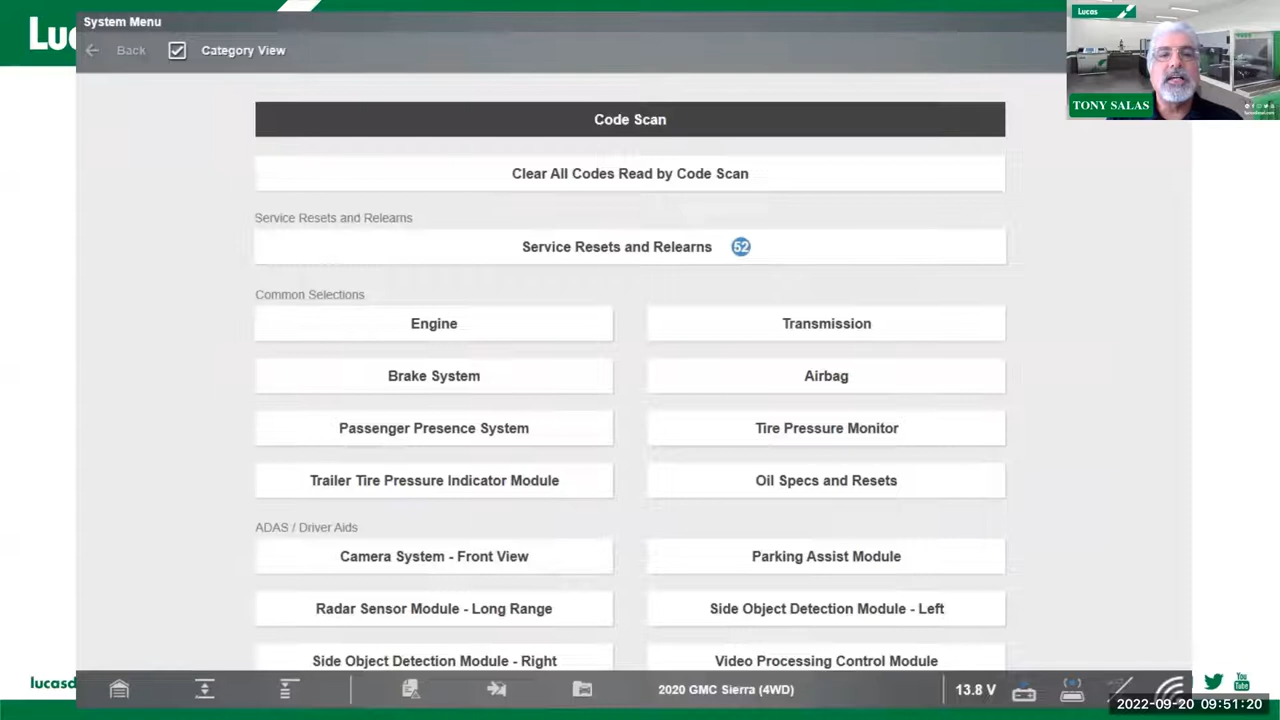 Lu
System Menu
Back
Category View
Lucas
TONY SALAS
Code Scan
Clear All Codes Read by Code Scan
Service Resets and Relearns
Service Resets and Relearns 52
Common Selections
Engine
Transmission
Brake System
Airbag
Passenger Presence System
Tire Pressure Monitor
Trailer Tire Pressure Indicator Module
Oil Specs and Resets
ADAS / Driver Aids
Camera System - Front View
Parking Assist Module
Radar Sensor Module - Long Range
Side Object Detection Module - Left
Side Object Detection Module - Right
Video Processing Control Module
lucasd
2020 GMC Sierra (4WD)
13.8 V
You
Tube
2022-09-20 09:51:20